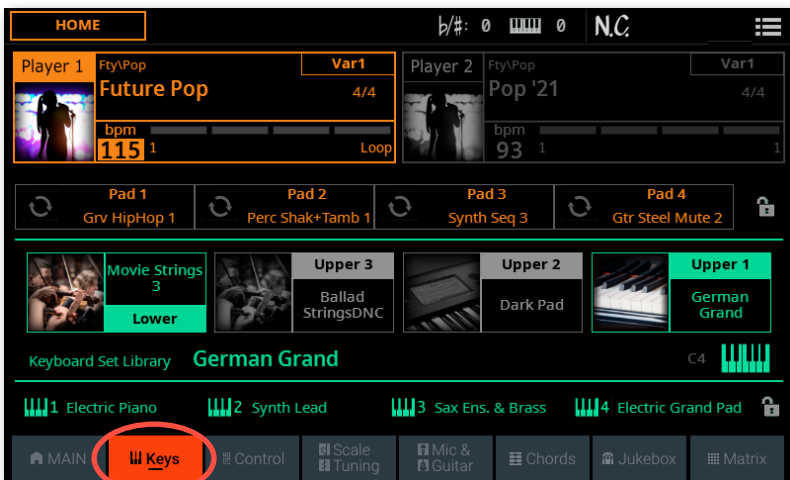 HOME
b/#: 0 0 N.C.
Player 1 Fty\Pop Var1
Future Pop 4/4
bpm
115 1 Loop
Player 2 Fty\Pop Var1
Pop '21 4/4
bpm
93 1 1
Pad 1
Grv HipHop 1
Pad 2
Perc Shak+Tamb 1
Pad 3
Synth Seq 3
Pad 4
Gtr Steel Mute 2
Movie Strings
3
Lower
Upper 3
Ballad
StringsDNC
Upper 2
Dark Pad
Upper 1
German
Grand
Keyboard Set Library German Grand C4
1 Electric Piano 2 Synth Lead 3 Sax Ens. & Brass 4 Electric Grand Pad
MAIN
Keys
Control
Scale
Tuning
Mic &
Guitar
Chords
Jukebox
Matrix